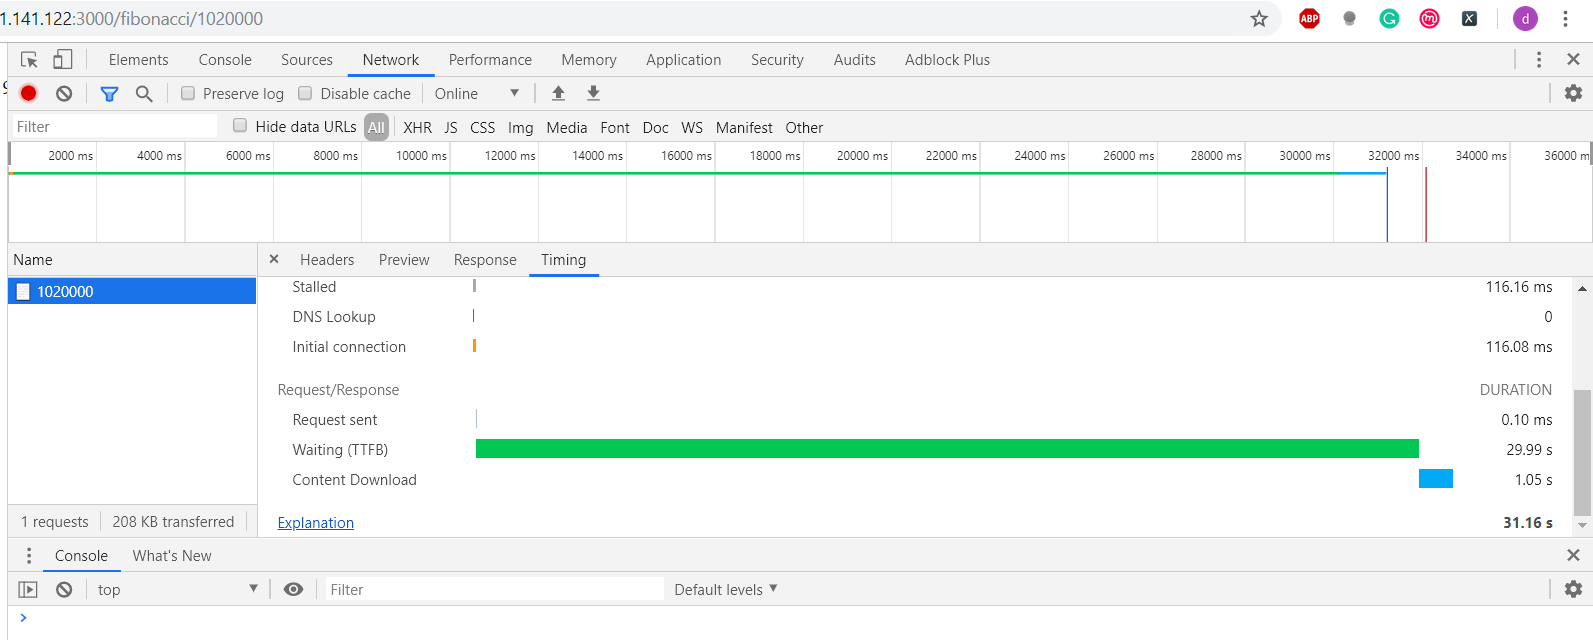 1.141.122:3000/fibonacci/1020000
ABP
d
Elements Console Sources Network Performance Memory Application Security Audits Adblock Plus
Preserve log Disable cache Online
Filter Hide data URLs All XHR JS CSS Img Media Font Doc WS Manifest Other
2000 ms 4000 ms 6000 ms 8000 ms 10000 ms 12000 ms 14000 ms 16000 ms 18000 ms 20000 ms 22000 ms 24000 ms 26000 ms 28000 ms 30000 ms 32000 ms 34000 ms 36000 m
Name × Headers Preview Response Timing
1020000
Stalled 116.16 ms
DNS Lookup 0
Initial connection 116.08 ms
Request/Response DURATION
Request sent 0.10 ms
Waiting (TTFB) 29.99 s
Content Download 1.05 s
1 requests 208 KB transferred
Explanation 31.16 s
Console What's New
top Filter Default levels